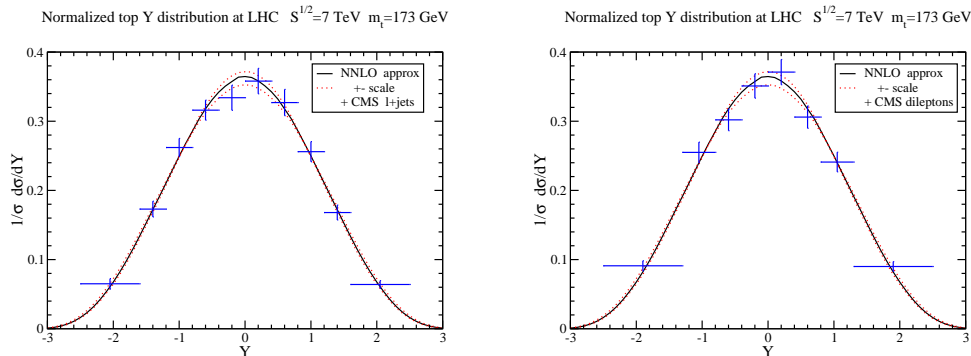 Normalized top Y distribution at LHC S^1/2=7 TeV m_t=173 GeV
NNLO approx
+- scale
+ CMS l+jets
1/σ dσ/dY
0.4
0.3
0.2
0.1
0
-3 -2 -1 0 1 2 3
Y
Normalized top Y distribution at LHC S^1/2=7 TeV m_t=173 GeV
NNLO approx
+- scale
+ CMS dileptons
1/σ dσ/dY
0.4
0.3
0.2
0.1
0
-3 -2 -1 0 1 2 3
Y